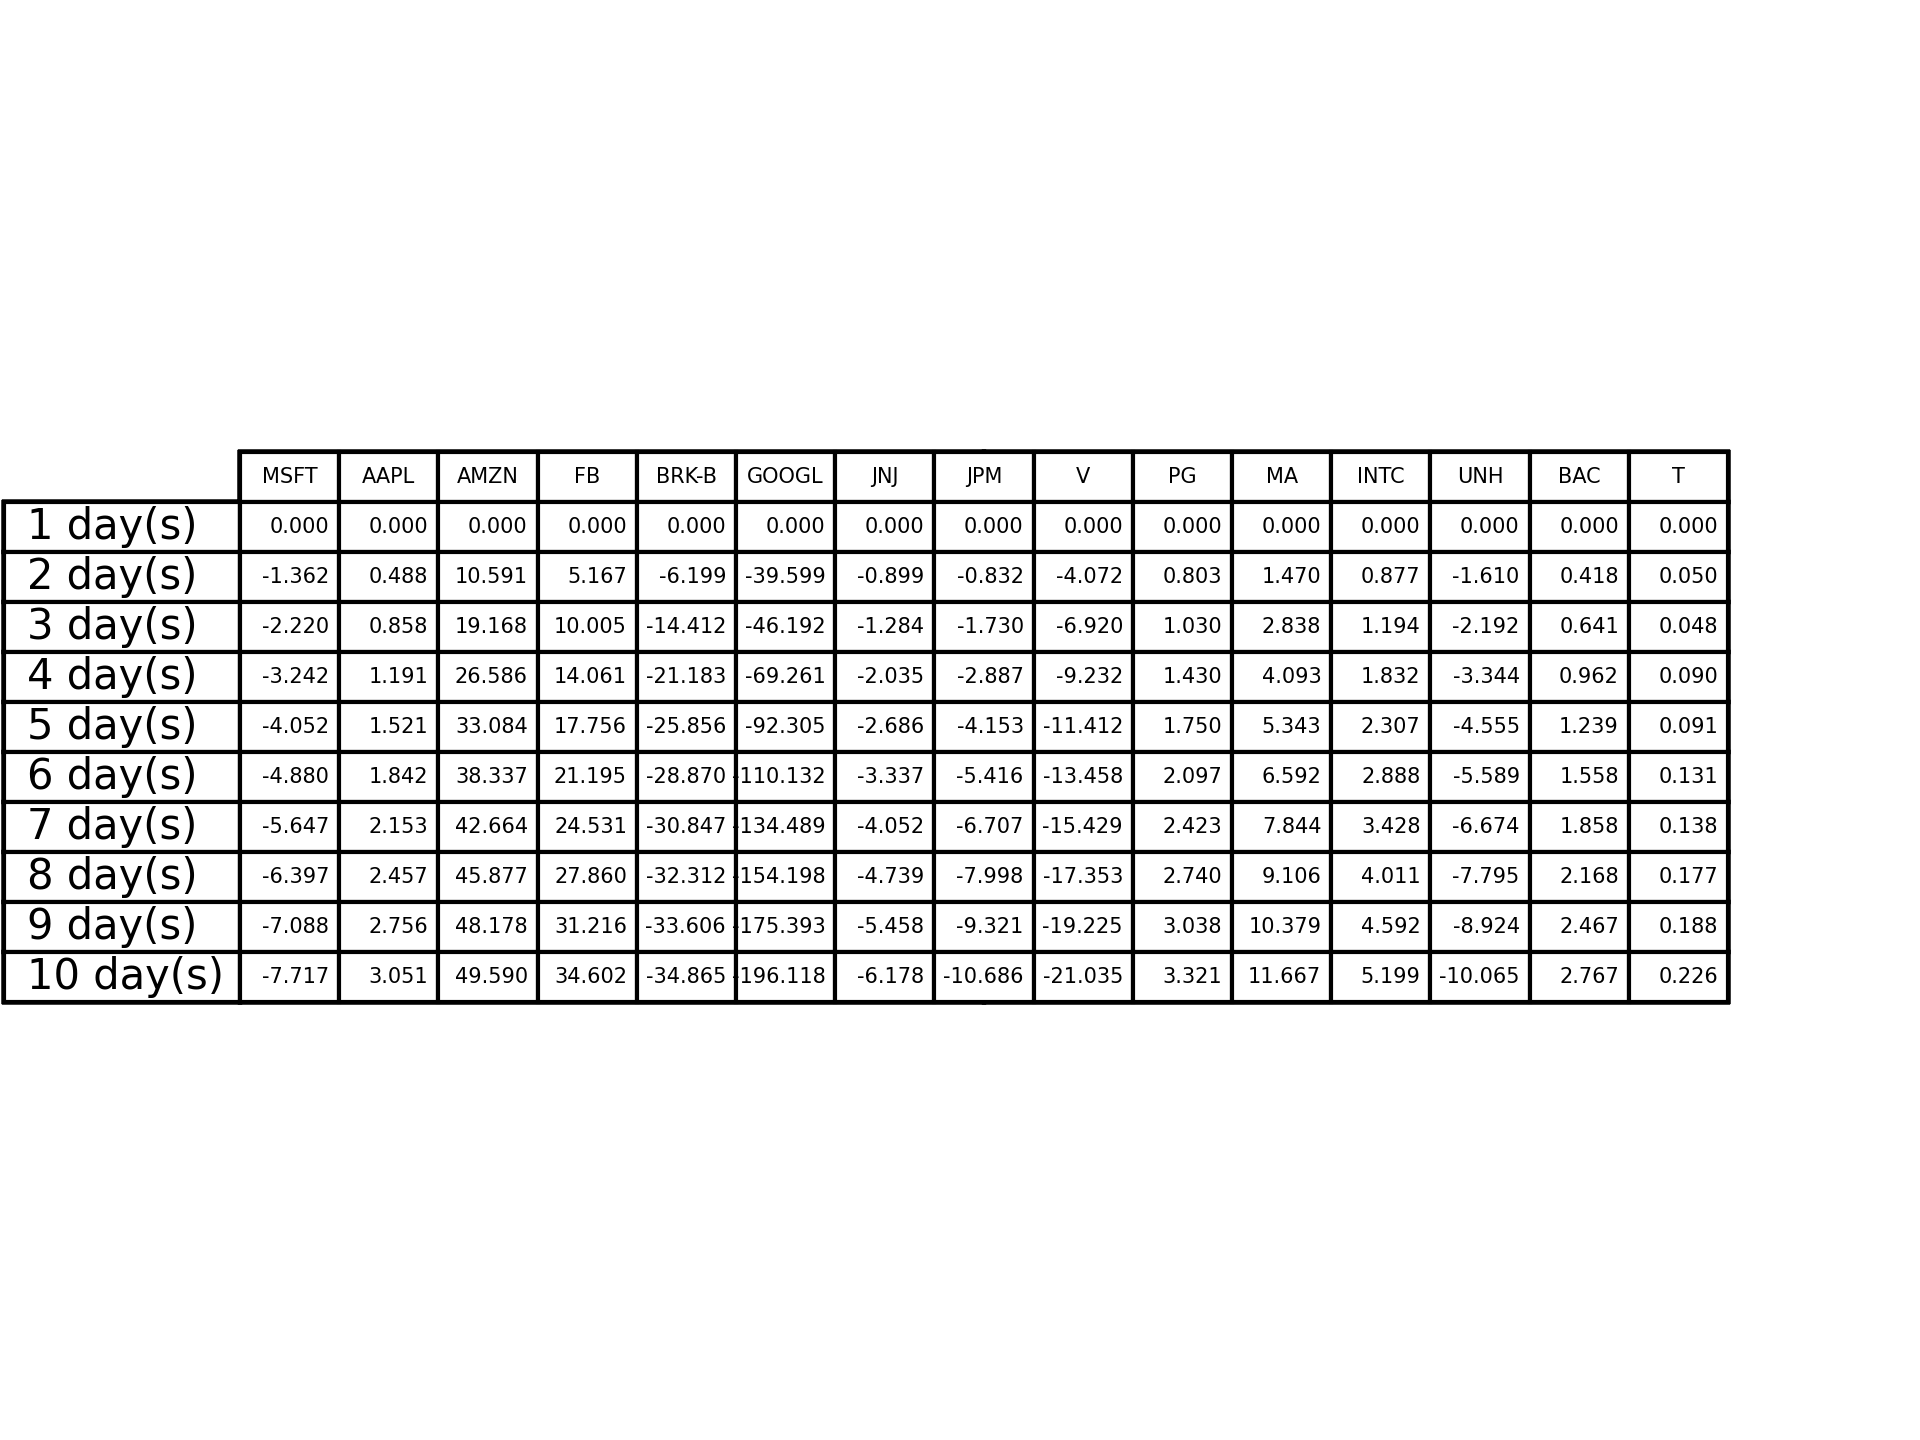 MSFT AAPL AMZN FB BRK-B GOOGL JNJ JPM V PG MA INTC UNH BAC T
1 day(s) 0.000 0.000 0.000 0.000 0.000 0.000 0.000 0.000 0.000 0.000 0.000 0.000 0.000 0.000 0.000
2 day(s) -1.362 0.488 10.591 5.167 -6.199 -39.599 -0.899 -0.832 -4.072 0.803 1.470 0.877 -1.610 0.418 0.050
3 day(s) -2.220 0.858 19.168 10.005 -14.412 -46.192 -1.284 -1.730 -6.920 1.030 2.838 1.194 -2.192 0.641 0.048
4 day(s) -3.242 1.191 26.586 14.061 -21.183 -69.261 -2.035 -2.887 -9.232 1.430 4.093 1.832 -3.344 0.962 0.090
5 day(s) -4.052 1.521 33.084 17.756 -25.856 -92.305 -2.686 -4.153 -11.412 1.750 5.343 2.307 -4.555 1.239 0.091
6 day(s) -4.880 1.842 38.337 21.195 -28.870 -110.132 -3.337 -5.416 -13.458 2.097 6.592 2.888 -5.589 1.558 0.131
7 day(s) -5.647 2.153 42.664 24.531 -30.847 -134.489 -4.052 -6.707 -15.429 2.423 7.844 3.428 -6.674 1.858 0.138
8 day(s) -6.397 2.457 45.877 27.860 -32.312 -154.198 -4.739 -7.998 -17.353 2.740 9.106 4.011 -7.795 2.168 0.177
9 day(s) -7.088 2.756 48.178 31.216 -33.606 -175.393 -5.458 -9.321 -19.225 3.038 10.379 4.592 -8.924 2.467 0.188
10 day(s) -7.717 3.051 49.590 34.602 -34.865 -196.118 -6.178 -10.686 -21.035 3.321 11.667 5.199 -10.065 2.767 0.226